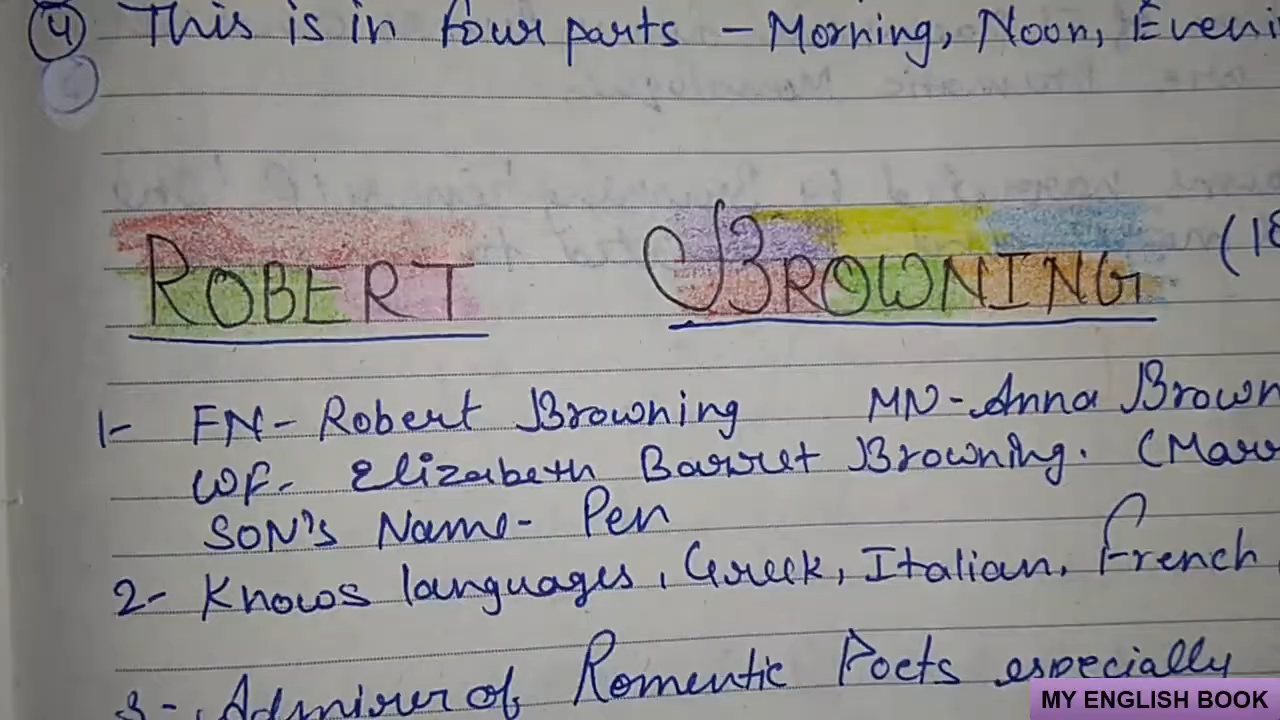 ④ This is in four parts - Morning, Noon, Eveni
ROBERT BROWNING (18
1- FN- Robert Browning MN- Anna Brown
WF- Elizabeth Barret Browning. (Marr
SON's Name- Pen
2- Knows languages, Greek, Italian, French
3- Admirer of Romentic Poets especially
MY ENGLISH BOOK